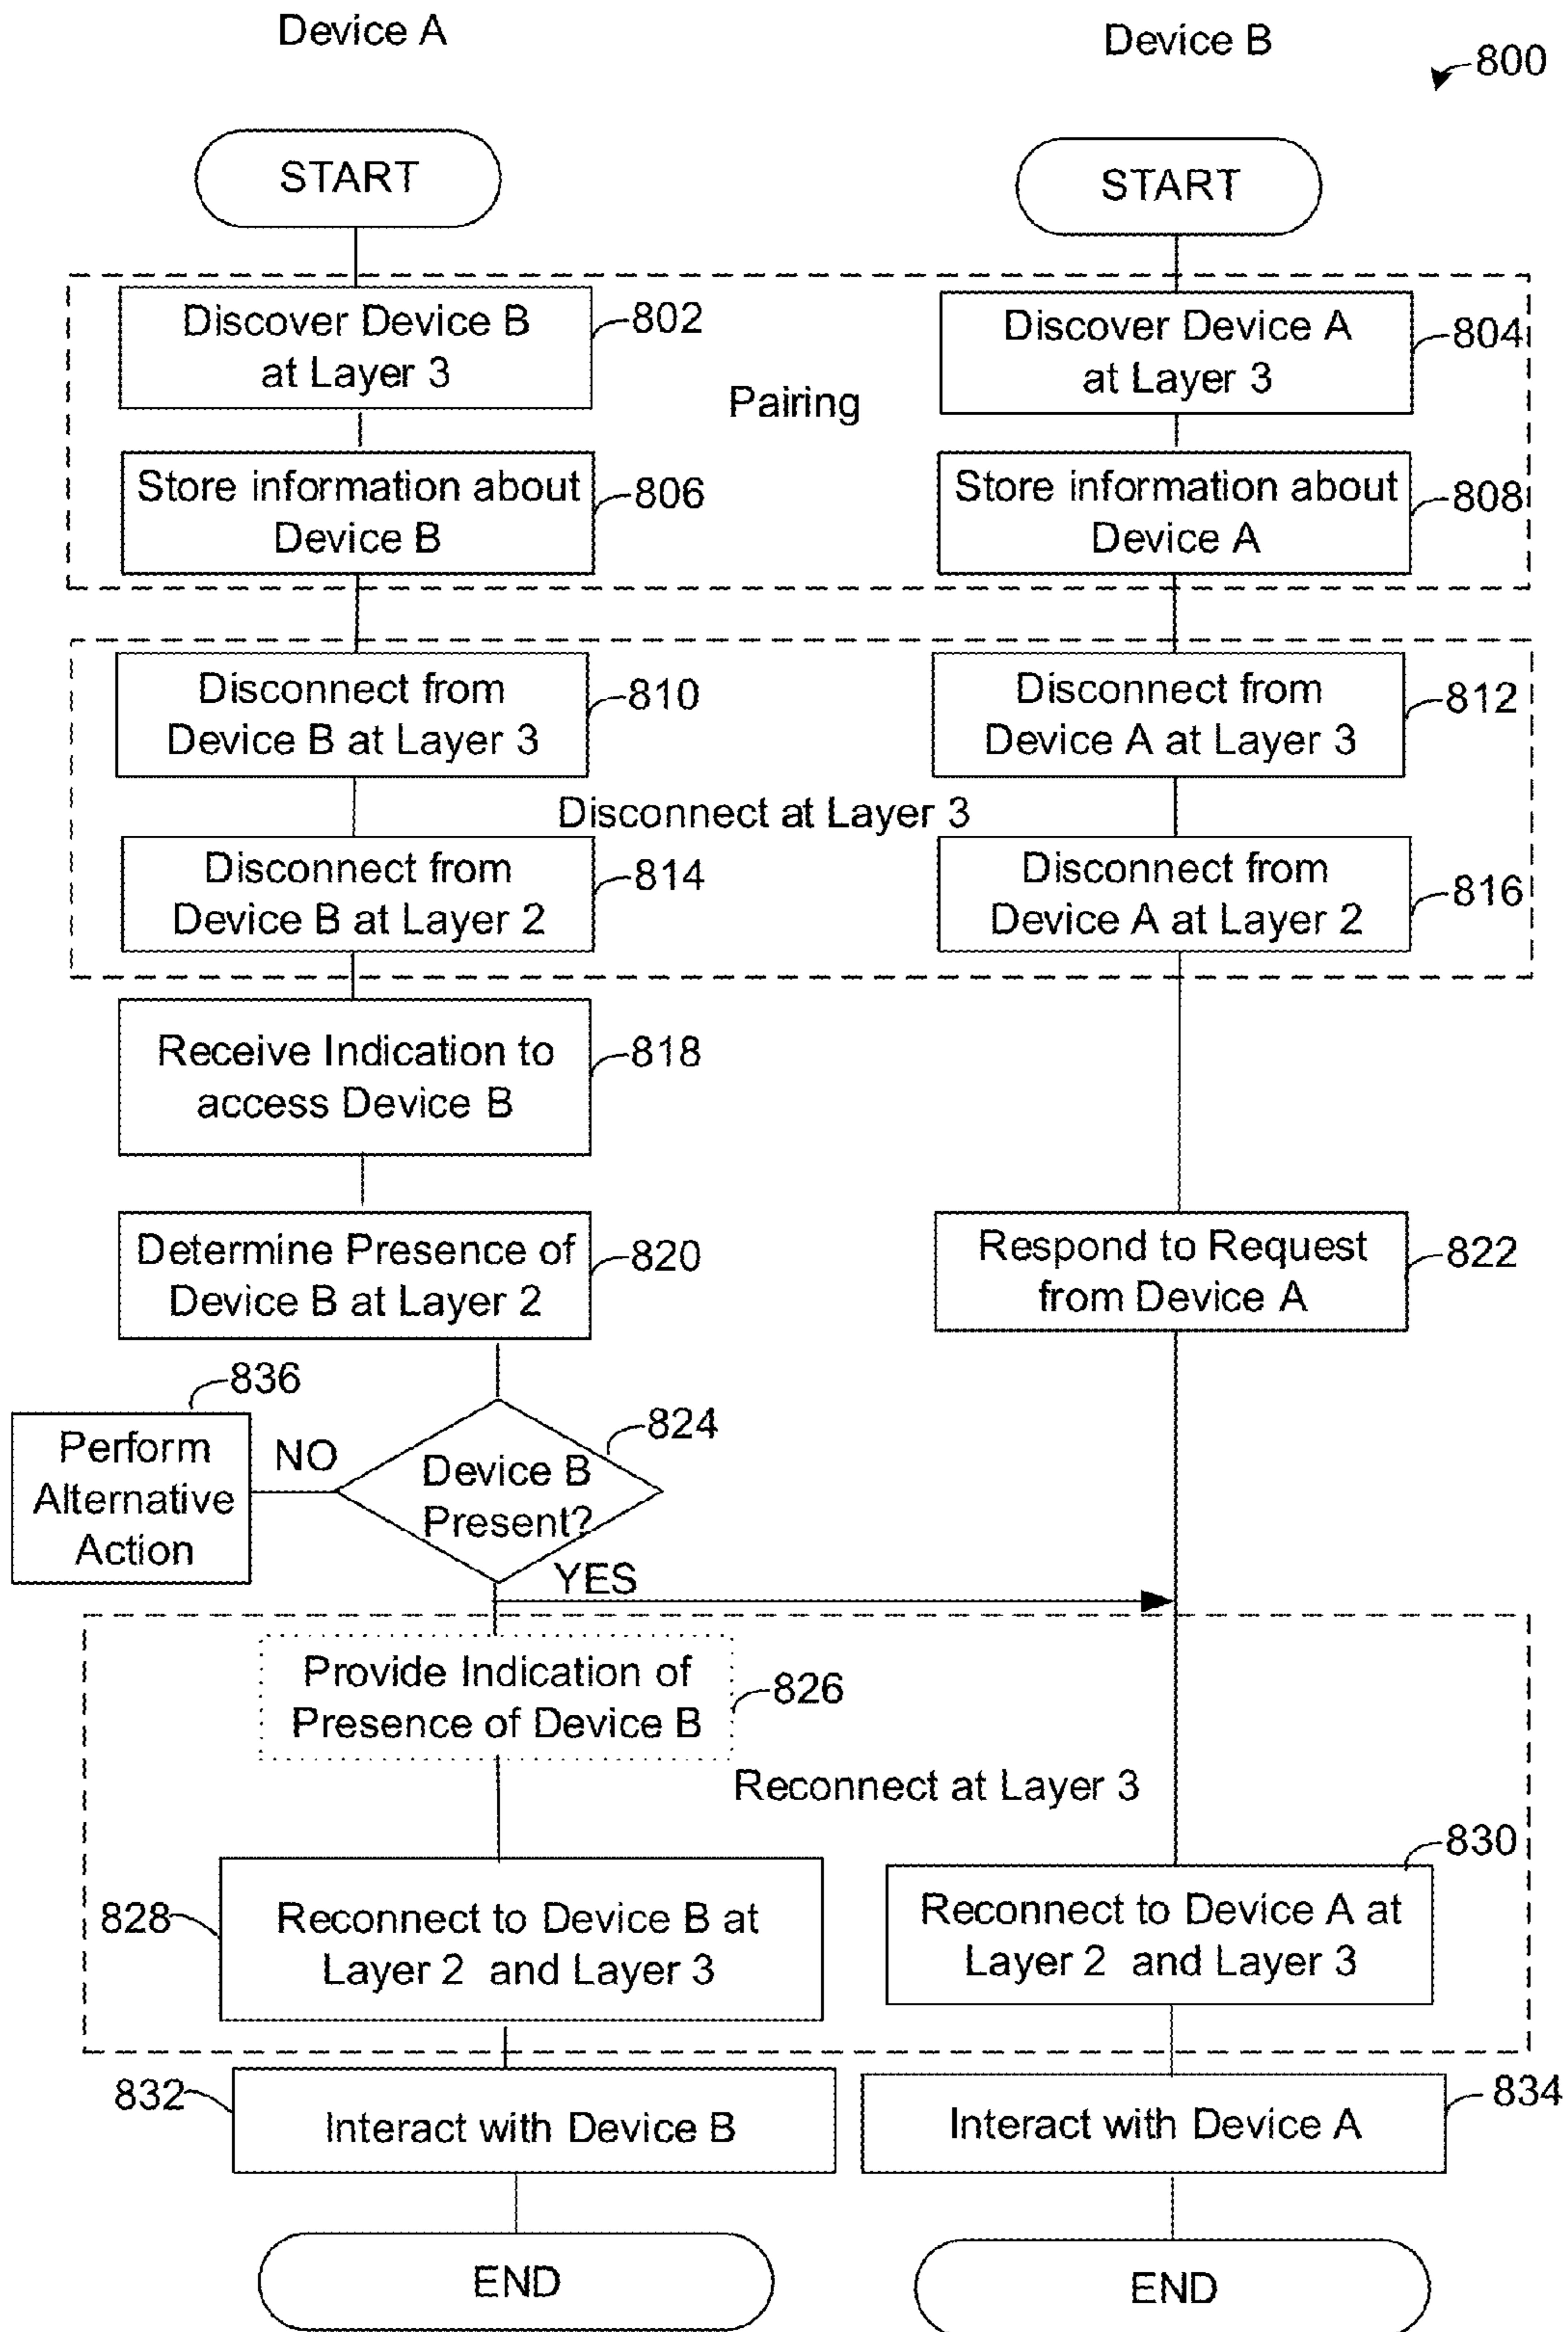 Device A
Device B
800
START
START
Discover Device B
at Layer 3
802
Discover Device A
at Layer 3
804
Pairing
Store information about
Device B
806
Store information about
Device A
808
Disconnect from
Device B at Layer 3
810
Disconnect from
Device A at Layer 3
812
Disconnect at Layer 3
Disconnect from
Device B at Layer 2
814
Disconnect from
Device A at Layer 2
816
Receive Indication to
access Device B
818
Determine Presence of
Device B at Layer 2
820
Respond to Request
from Device A
822
836
Perform
Alternative
Action
NO
Device B
Present?
824
YES
Provide Indication of
Presence of Device B
826
Reconnect at Layer 3
828
Reconnect to Device B at
Layer 2 and Layer 3
830
Reconnect to Device A at
Layer 2 and Layer 3
832
Interact with Device B
Interact with Device A
834
END
END